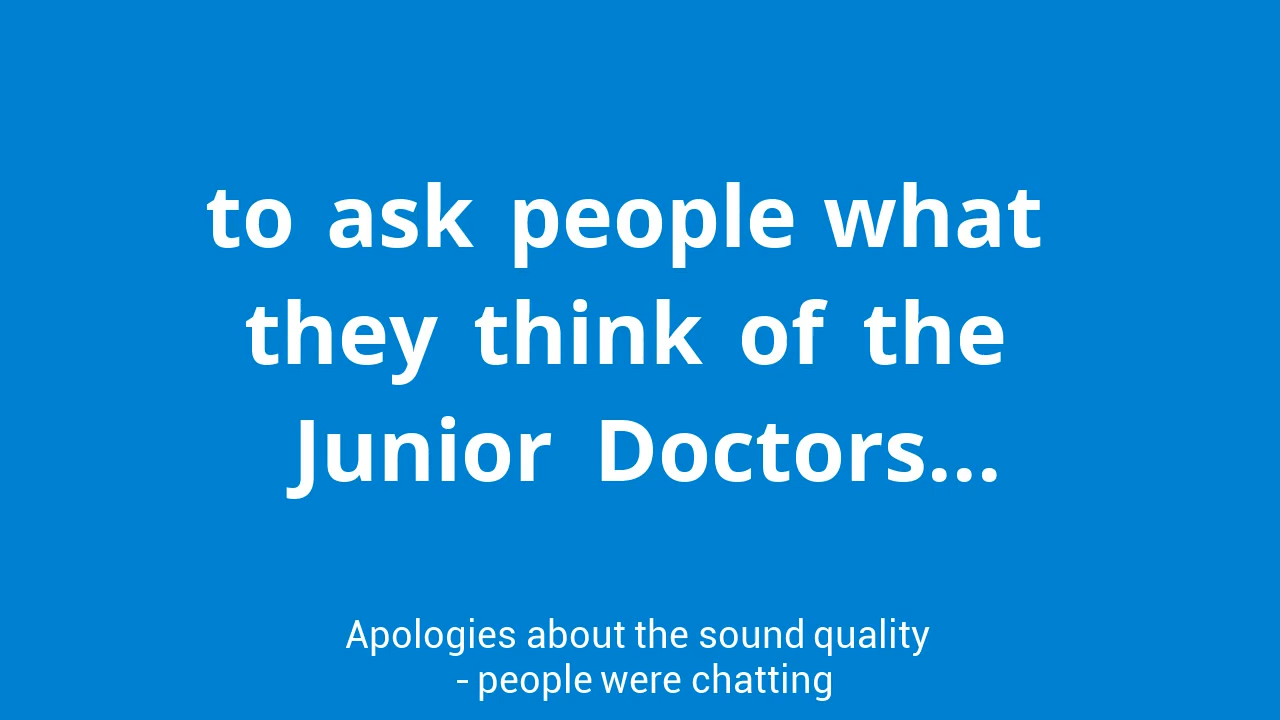 to ask people what
they think of the
Junior Doctors...
Apologies about the sound quality
- people were chatting